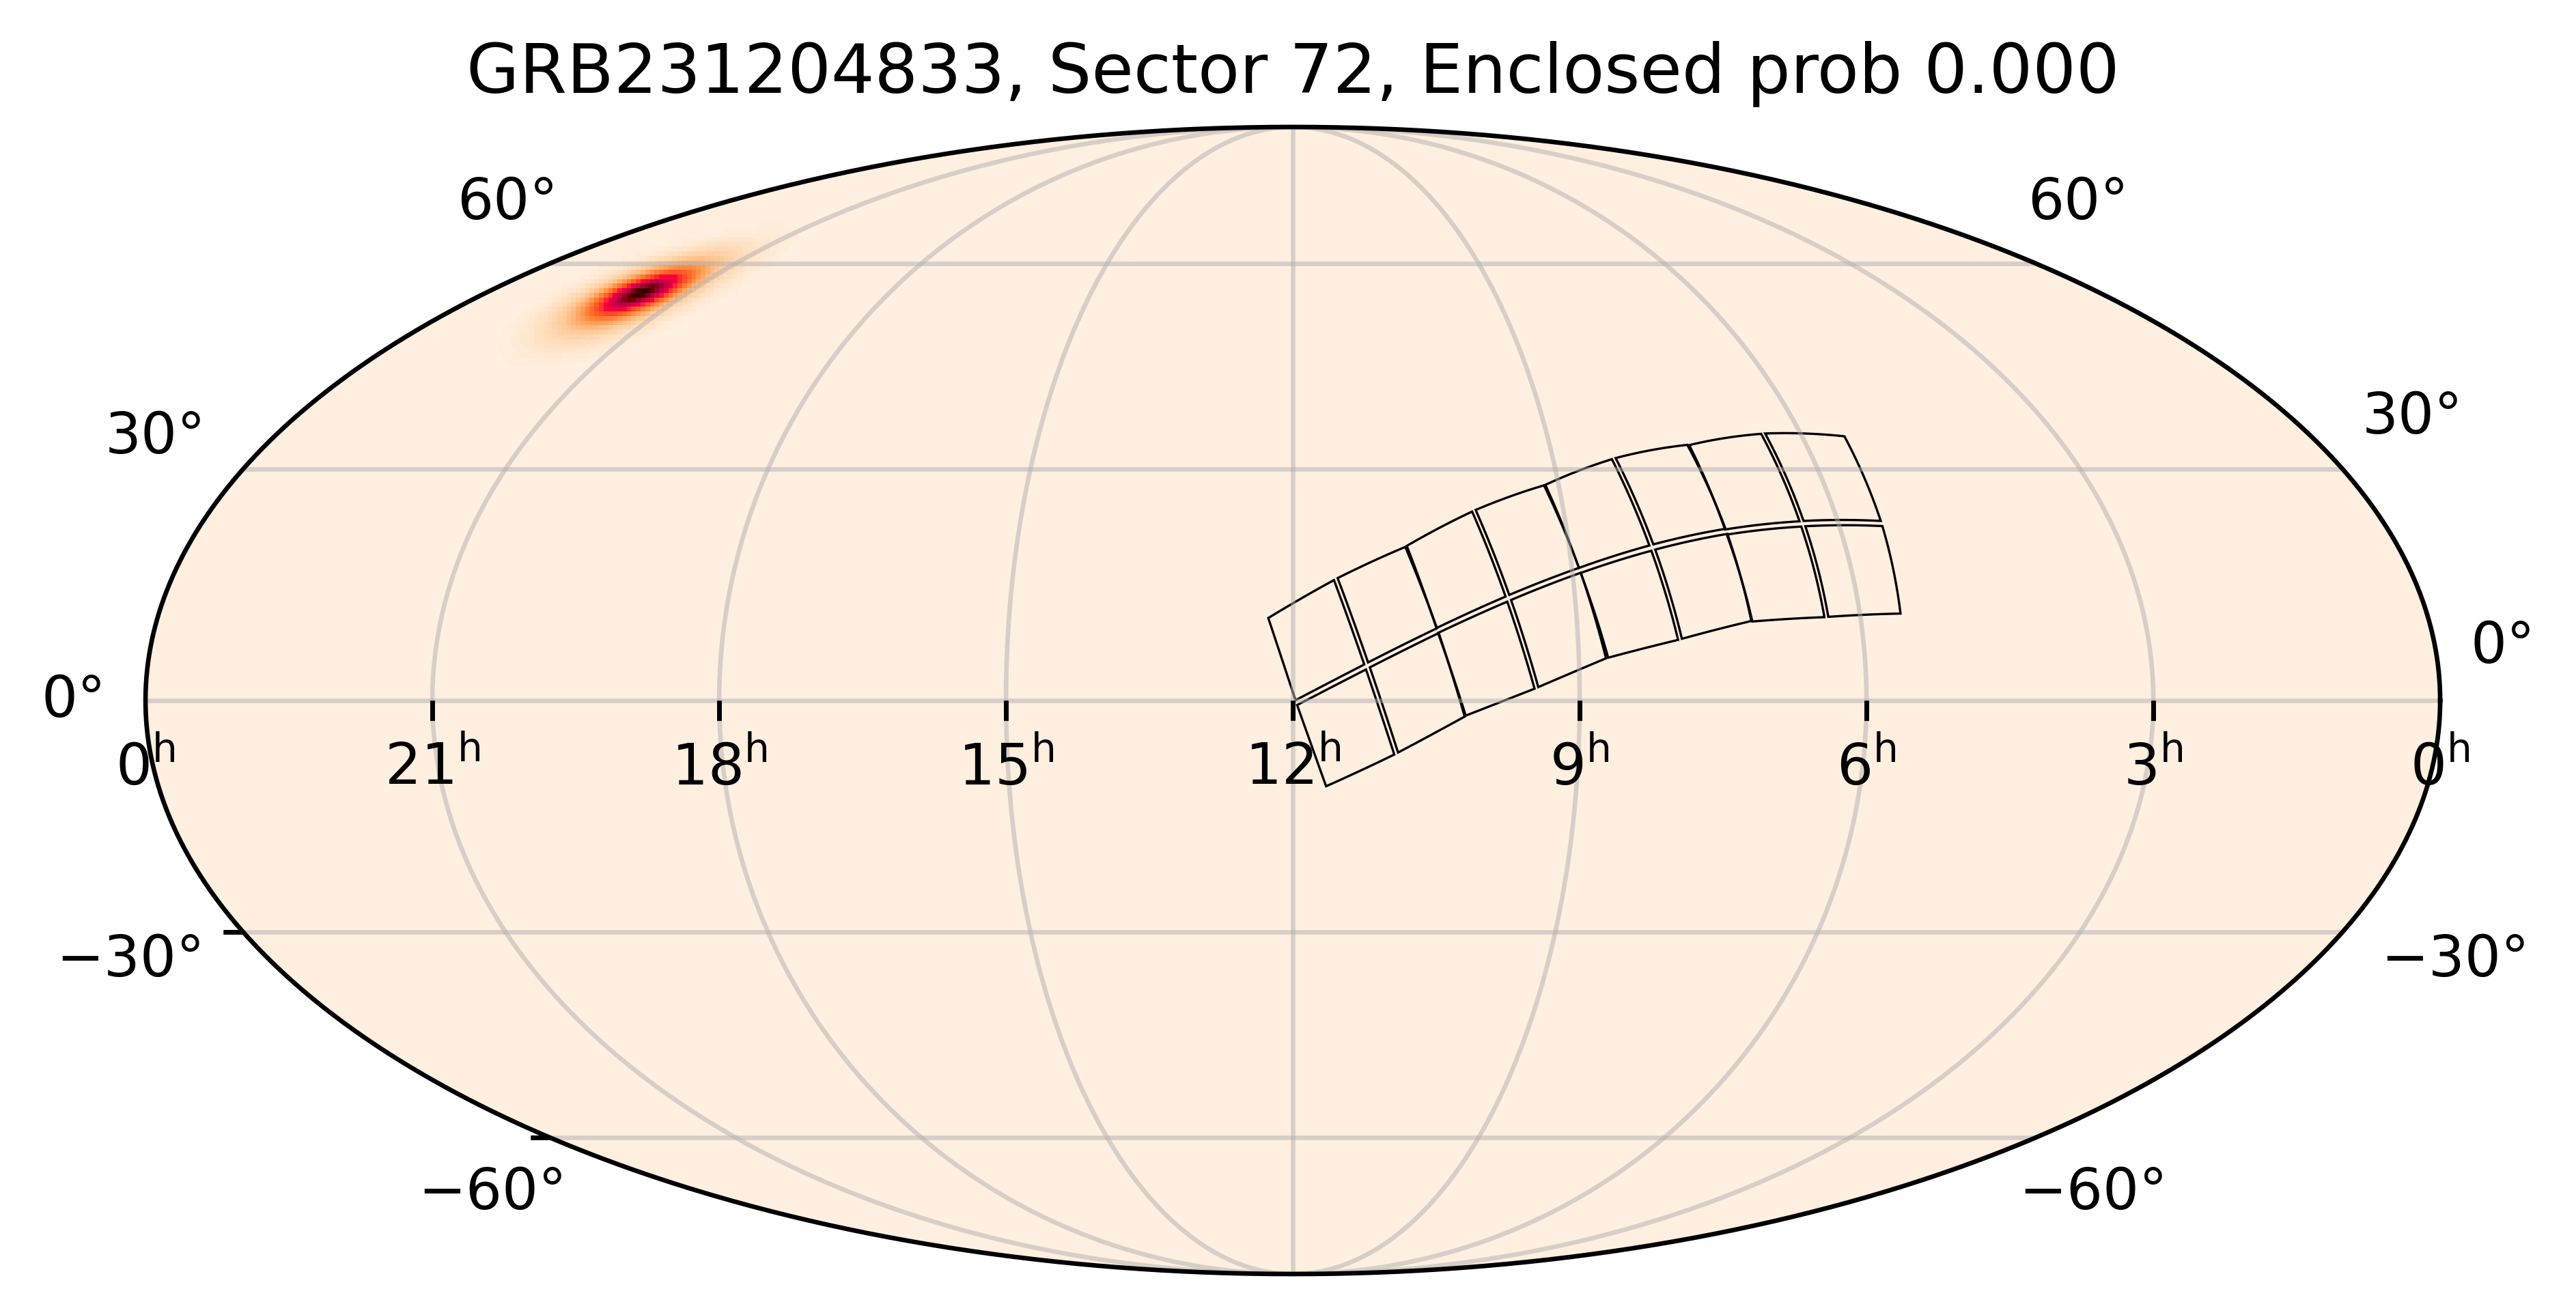 GRB231204833, Sector 72, Enclosed prob 0.000
60° 60°
30° 30°
0° 0°
0h 21h 18h 15h 12h 9h 6h 3h 0h
−30° −30°
−60° −60°